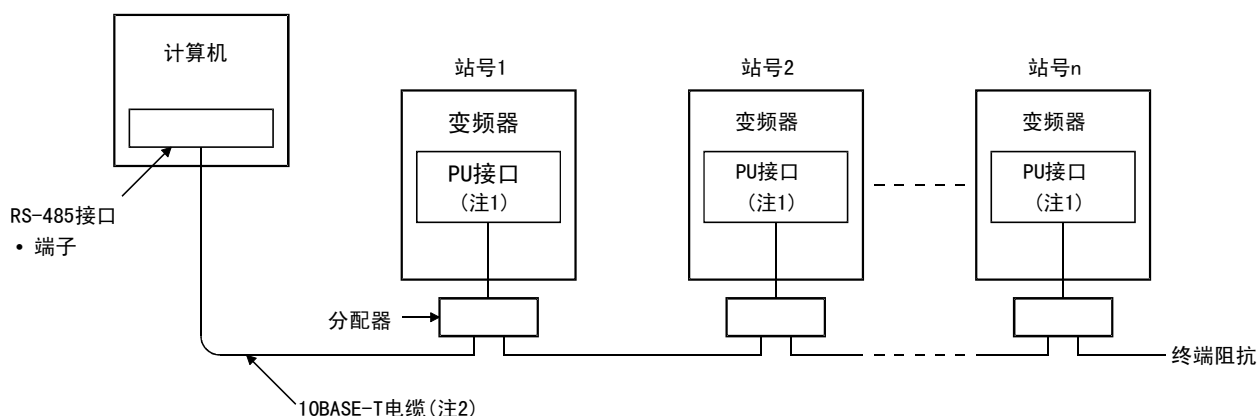 计算机
站号1
站号2
站号n
变频器
变频器
变频器
PU接口
(注1)
PU接口
(注1)
PU接口
(注1)
RS-485接口
• 端子
分配器
终端阻抗
10BASE-T电缆(注2)